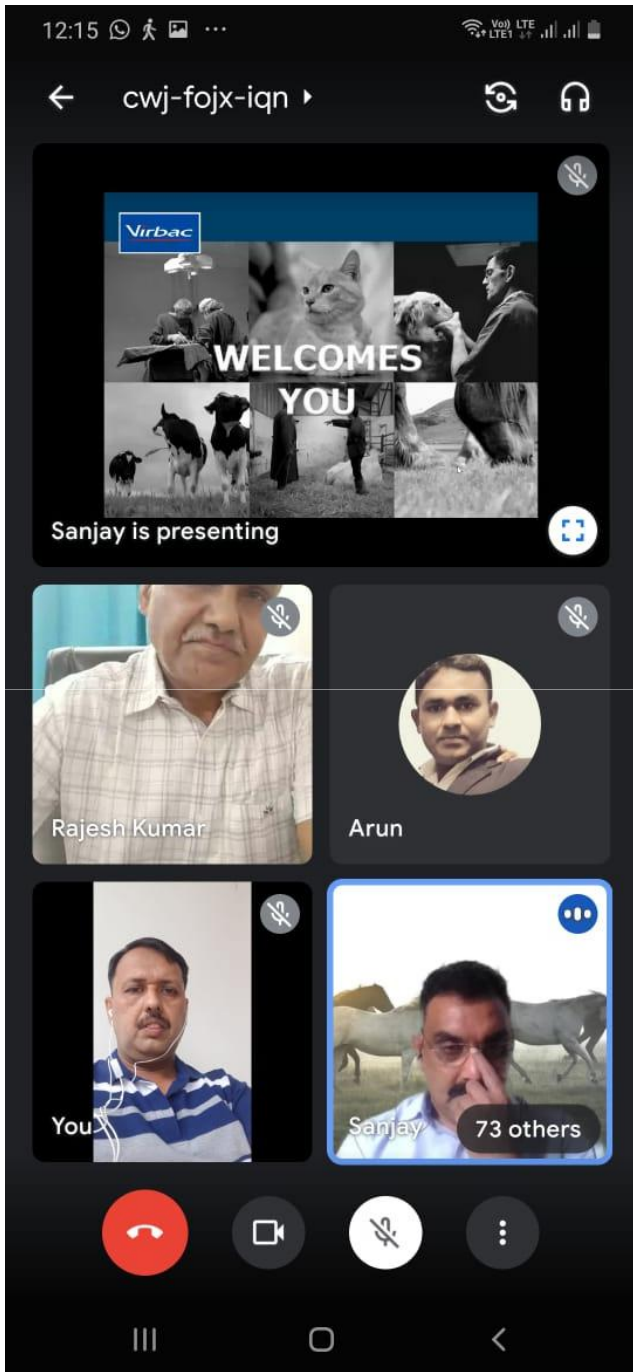 12:15
Vo)) LTE
LTE1
cwj-fojx-iqn
Virbac
WELCOMES
YOU
Sanjay is presenting
Rajesh Kumar
Arun
You
Sanjay
73 others